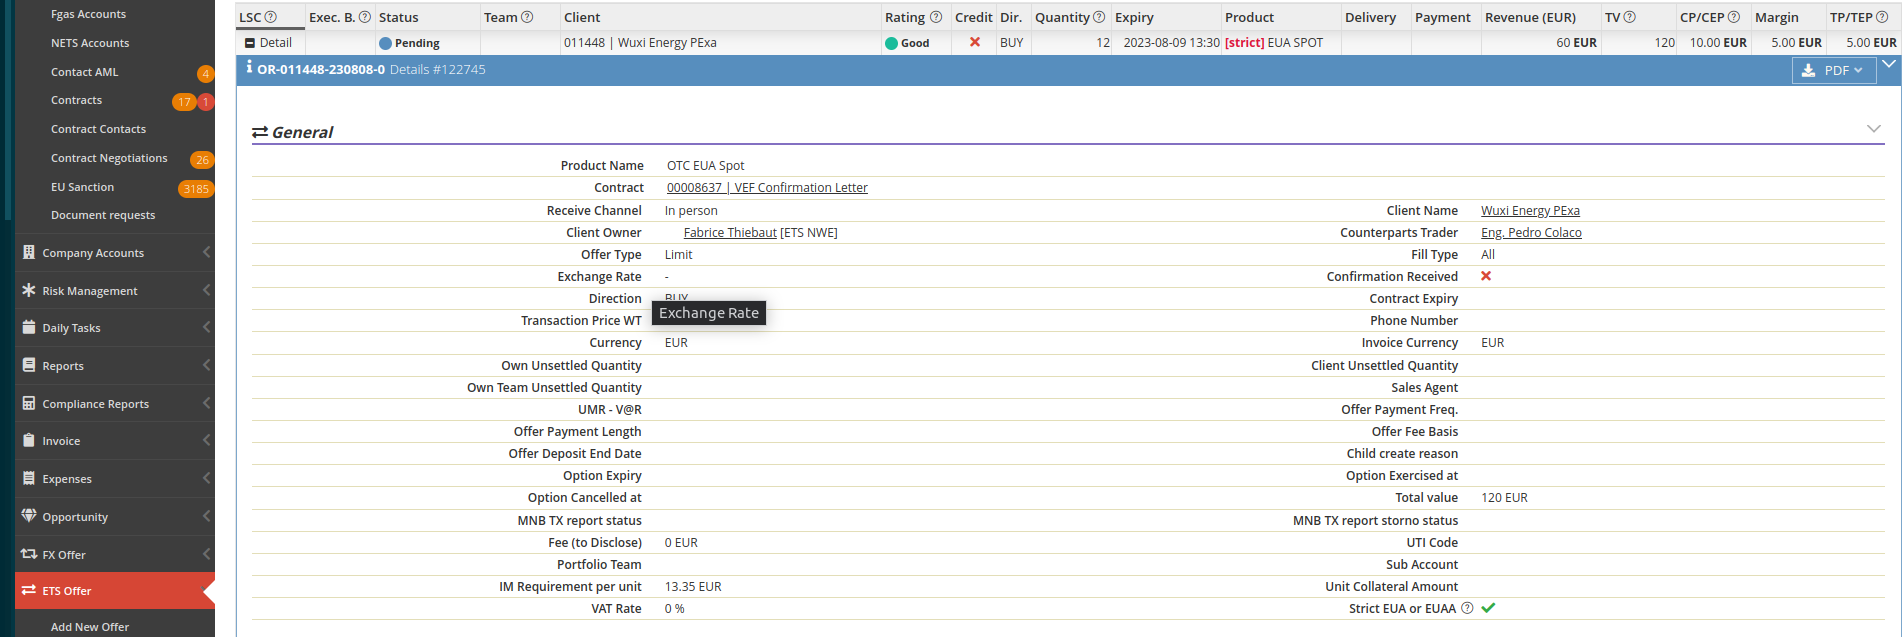 Fgas Accounts
NETS Accounts
Contact AML 4
Contracts 17 1
Contract Contacts
Contract Negotiations 26
EU Sanction 3185
Document requests
Company Accounts
Risk Management
Daily Tasks
Reports
Compliance Reports
Invoice
Expenses
Opportunity
FX Offer
ETS Offer
Add New Offer
LSC Exec. B. Status Team Client Rating Credit Dir. Quantity Expiry Product Delivery Payment Revenue (EUR) TV CP/CEP Margin TP/TEP
Detail Pending 011448 | Wuxi Energy PExa Good BUY 12 2023-08-09 13:30 [strict] EUA SPOT 60 EUR 120 10.00 EUR 5.00 EUR 5.00 EUR
OR-011448-230808-0 Details #122745 PDF
General
Product Name OTC EUA Spot
Contract 00008637 | VEF Confirmation Letter
Receive Channel In person Client Name Wuxi Energy PExa
Client Owner Fabrice Thiebaut [ETS NWE] Counterparts Trader Eng. Pedro Colaco
Offer Type Limit Fill Type All
Exchange Rate - Confirmation Received
Direction BUY Contract Expiry
Exchange Rate
Transaction Price WT Phone Number
Currency EUR Invoice Currency EUR
Own Unsettled Quantity Client Unsettled Quantity
Own Team Unsettled Quantity Sales Agent
UMR - V@R Offer Payment Freq.
Offer Payment Length Offer Fee Basis
Offer Deposit End Date Child create reason
Option Expiry Option Exercised at
Option Cancelled at Total value 120 EUR
MNB TX report status MNB TX report storno status
Fee (to Disclose) 0 EUR UTI Code
Portfolio Team Sub Account
IM Requirement per unit 13.35 EUR Unit Collateral Amount
VAT Rate 0 % Strict EUA or EUAA